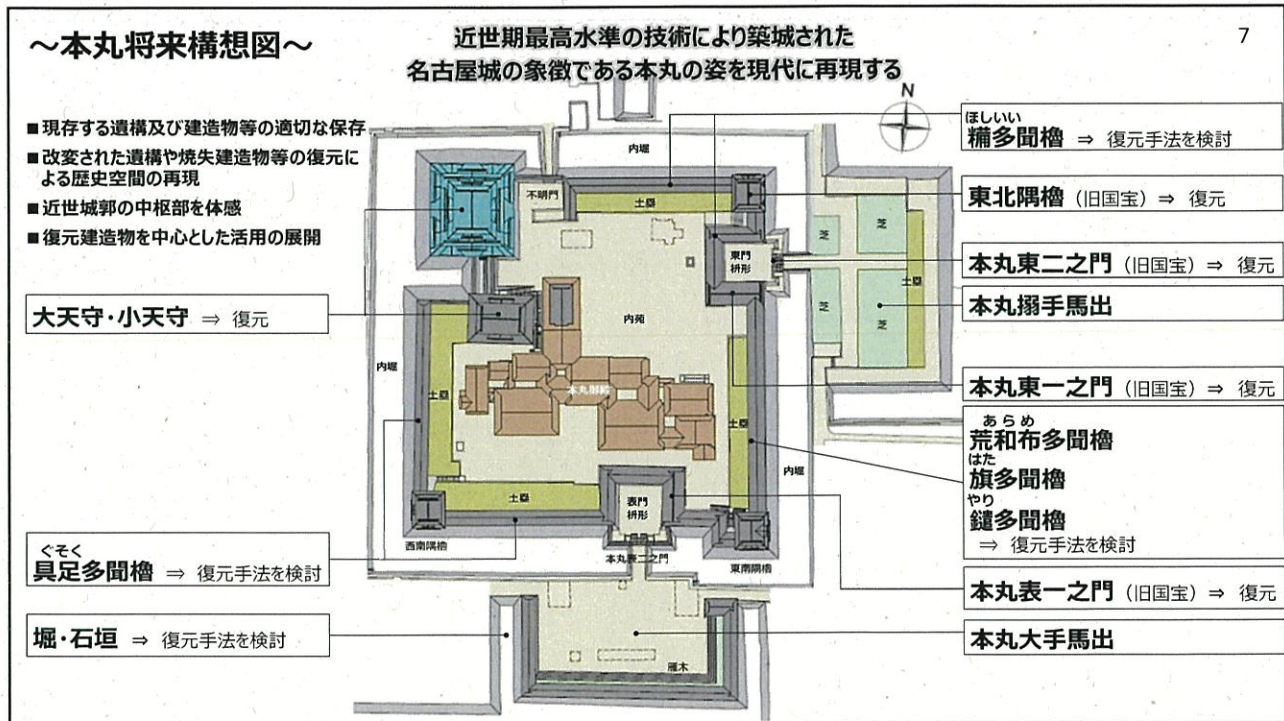 ～本丸将来構想図～
近世期最高水準の技術により築城された
名古屋城の象徴である本丸の姿を現代に再現する
7
■現存する遺構及び建造物等の適切な保存
■改変された遺構や焼失建造物等の復元に
よる歴史空間の再現
■近世城郭の中枢部を体感
■復元建造物を中心とした活用の展開
大天守・小天守 ⇒ 復元
ぐそく
具足多聞櫓 ⇒ 復元手法を検討
堀・石垣 ⇒ 復元手法を検討
N
内堀
不明門
土塁
東門
枡形
芝
芝
土塁
芝
芝
内苑
内堀
土塁
本丸御殿
土塁
内堀
土塁
表門
枡形
西南隅櫓
本丸表二之門
東南隅櫓
雁木
ほしいい
糒多聞櫓 ⇒ 復元手法を検討
東北隅櫓（旧国宝）⇒ 復元
本丸東二之門（旧国宝）⇒ 復元
本丸搦手馬出
本丸東一之門（旧国宝）⇒ 復元
あらめ
荒和布多聞櫓
はた
旗多聞櫓
やり
鑓多聞櫓
⇒ 復元手法を検討
本丸表一之門（旧国宝）⇒ 復元
本丸大手馬出